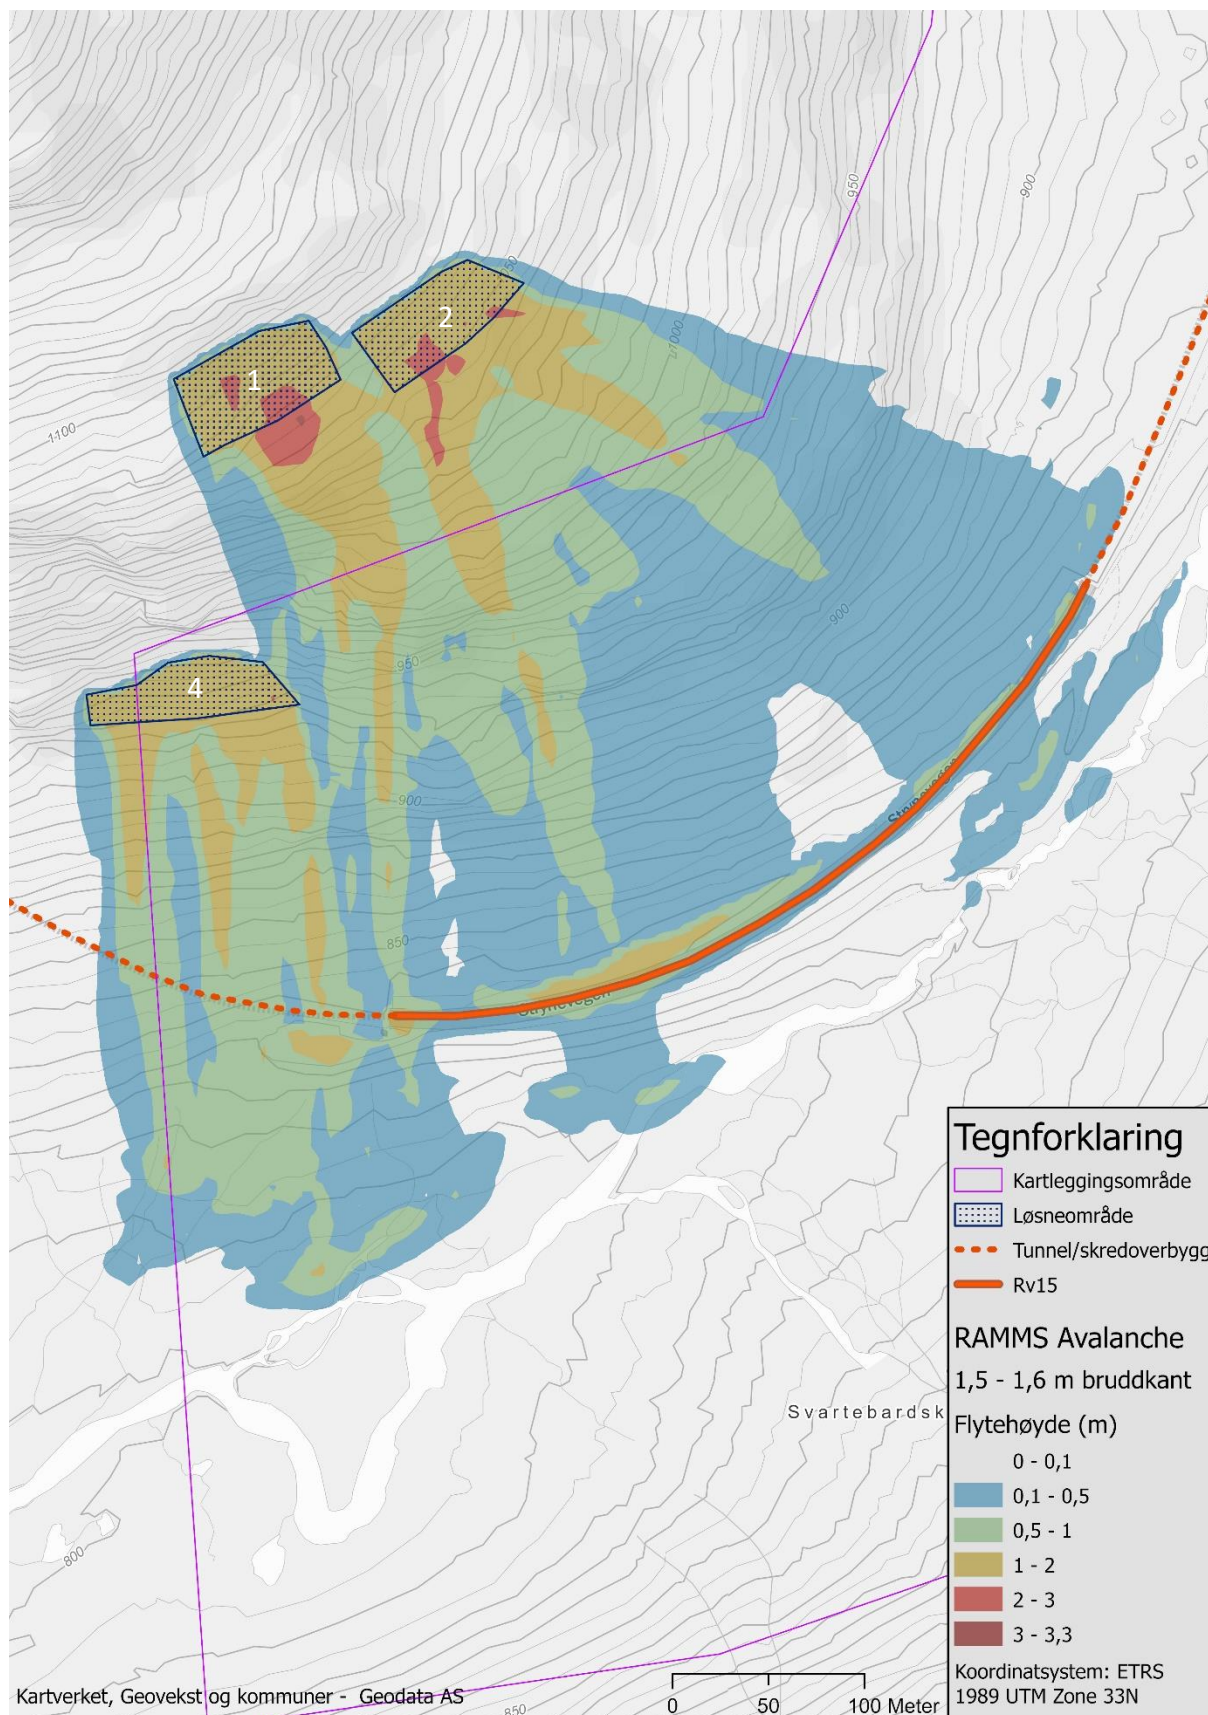 950
900
050
1000
2
1
1100
900
950
4
Strynevegen
900
850
Strynevegen
Tegnforklaring
Kartleggingsområde
Løsneområde
Tunnel/skredoverbygg
Rv15
RAMMS Avalanche
1,5 - 1,6 m bruddkant
Svartebardsk
Flytehøyde (m)
0 - 0,1
0,1 - 0,5
0,5 - 1
800
1 - 2
2 - 3
3 - 3,3
Koordinatsystem: ETRS
1989 UTM Zone 33N
Kartverket, Geovekst og kommuner - Geodata AS
850
0 50 100 Meter